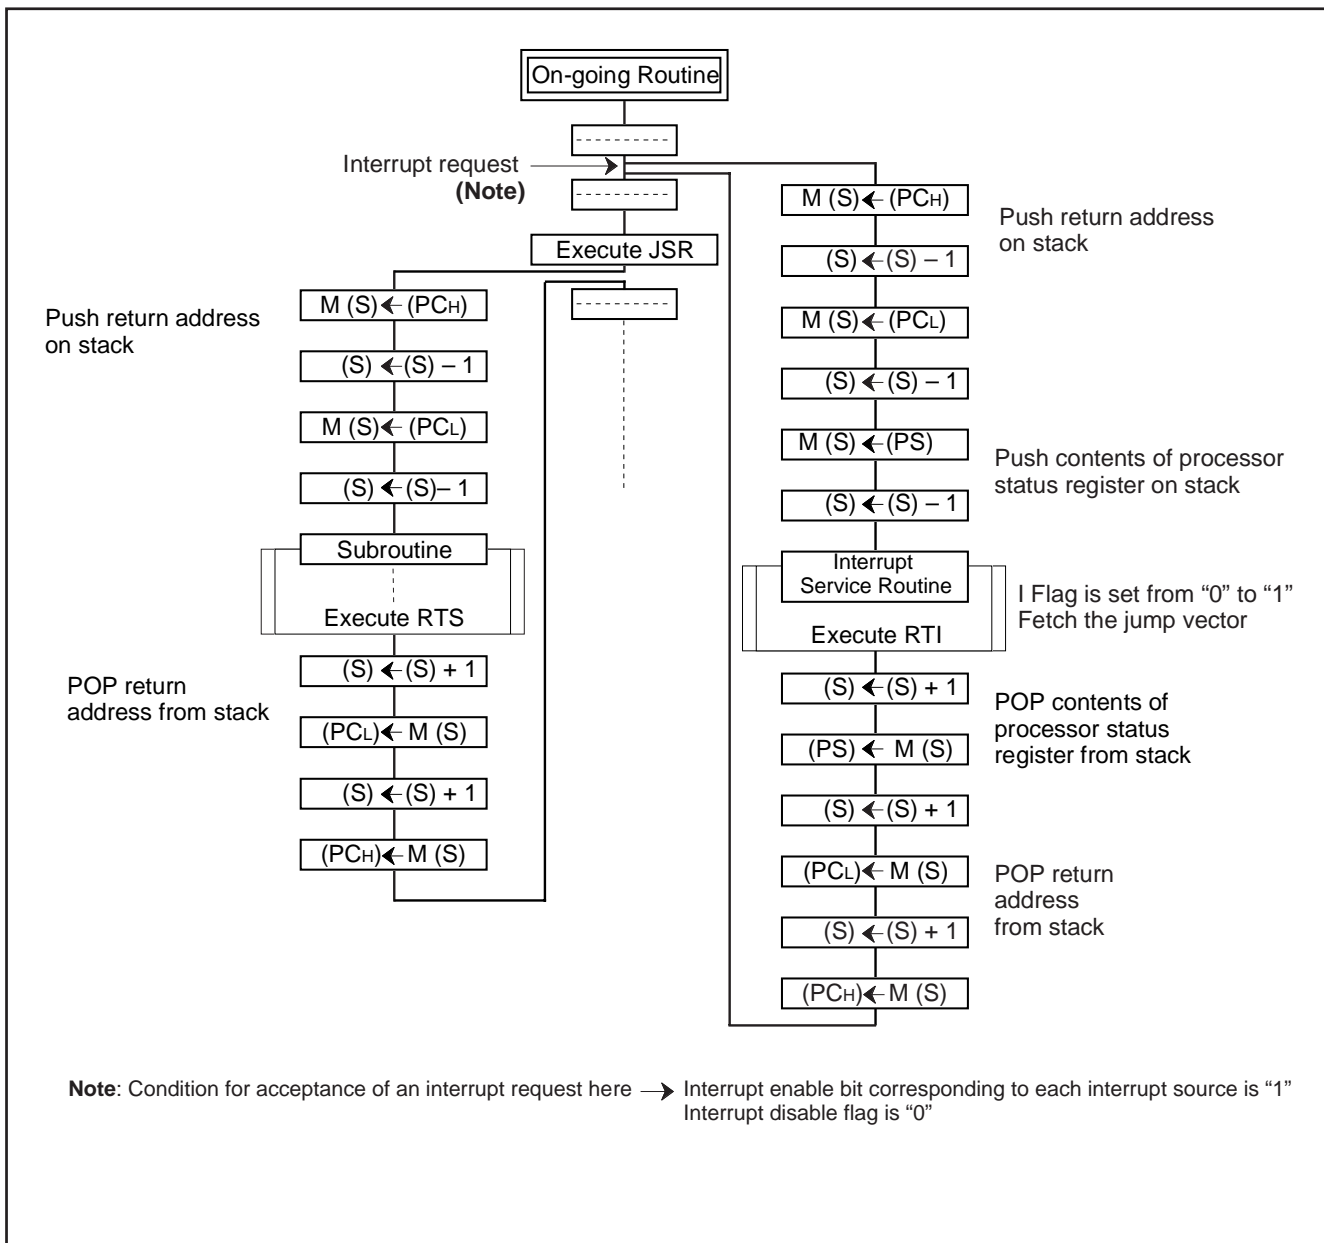 On-going Routine
Interrupt request
(Note)
Execute JSR
Push return address
on stack
M (S)←(PCH)
(S)←(S) – 1
M (S)←(PCL)
(S)←(S)– 1
Subroutine
Execute RTS
POP return
address from stack
(S)←(S) + 1
(PCL)←M (S)
(S)←(S) + 1
(PCH)←M (S)
M (S)←(PCH)
Push return address
on stack
(S)←(S) – 1
M (S)←(PCL)
(S)←(S) – 1
M (S)←(PS)
Push contents of processor
status register on stack
(S)←(S) – 1
Interrupt
Service Routine
I Flag is set from “0” to “1”
Fetch the jump vector
Execute RTI
(S)←(S) + 1
POP contents of
processor status
register from stack
(PS)←M (S)
(S)←(S) + 1
(PCL)←M (S)
POP return
address
from stack
(S)←(S) + 1
(PCH)←M (S)
Note: Condition for acceptance of an interrupt request here → Interrupt enable bit corresponding to each interrupt source is “1”
Interrupt disable flag is “0”